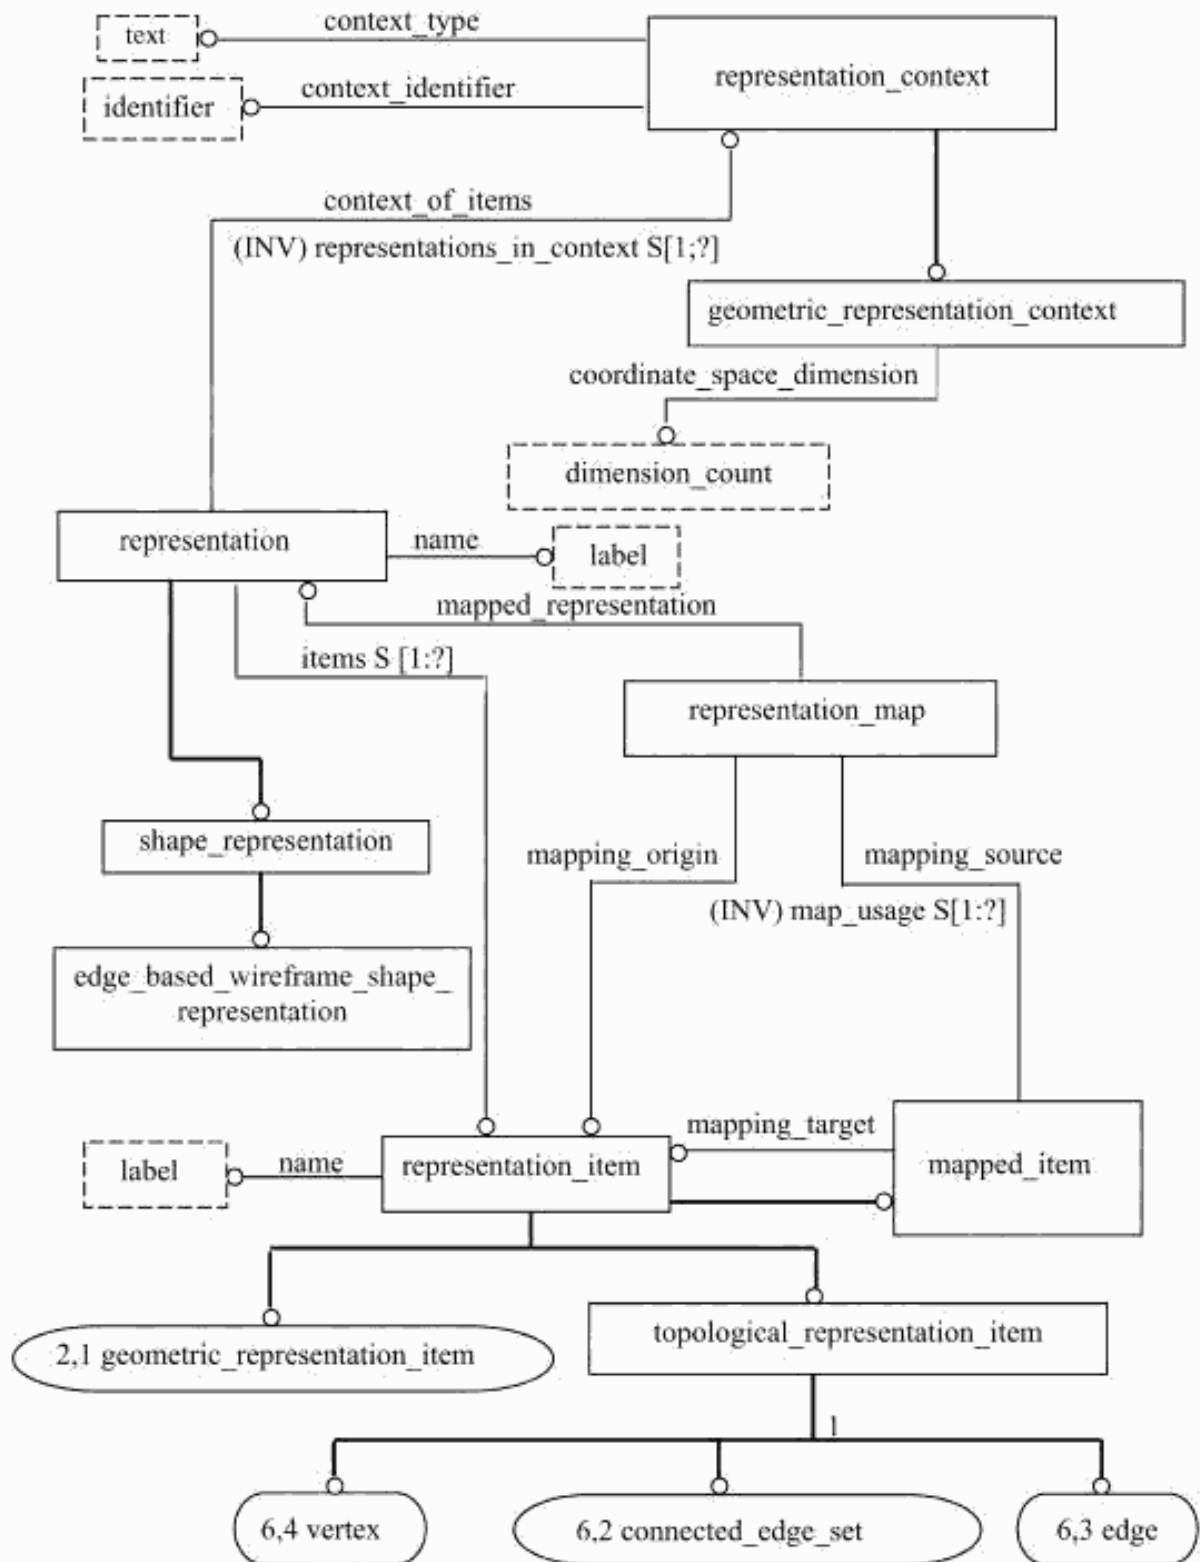 context_type
text
representation_context
context_identifier
identifier
context_of_items
(INV) representations_in_context S[1;?]
geometric_representation_context
coordinate_space_dimension
dimension_count
representation
name
label
mapped_representation
items S [1:?]
representation_map
shape_representation
mapping_origin
mapping_source
(INV) map_usage S[1:?]
edge_based_wireframe_shape_
representation
mapping_target
label
name
representation_item
mapped_item
topological_representation_item
2,1 geometric_representation_item
1
6,4 vertex
6,2 connected_edge_set
6,3 edge